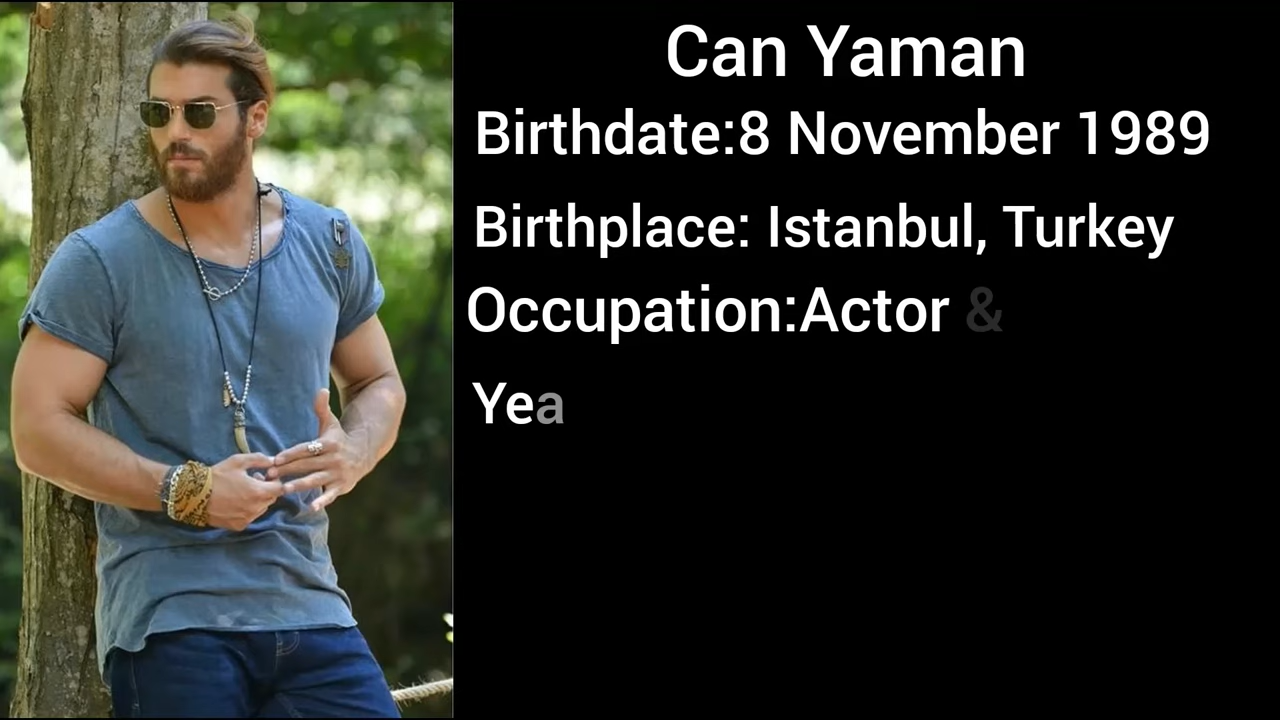 Can Yaman
Birthdate:8 November 1989
Birthplace: Istanbul, Turkey
Occupation:Actor &
Yea